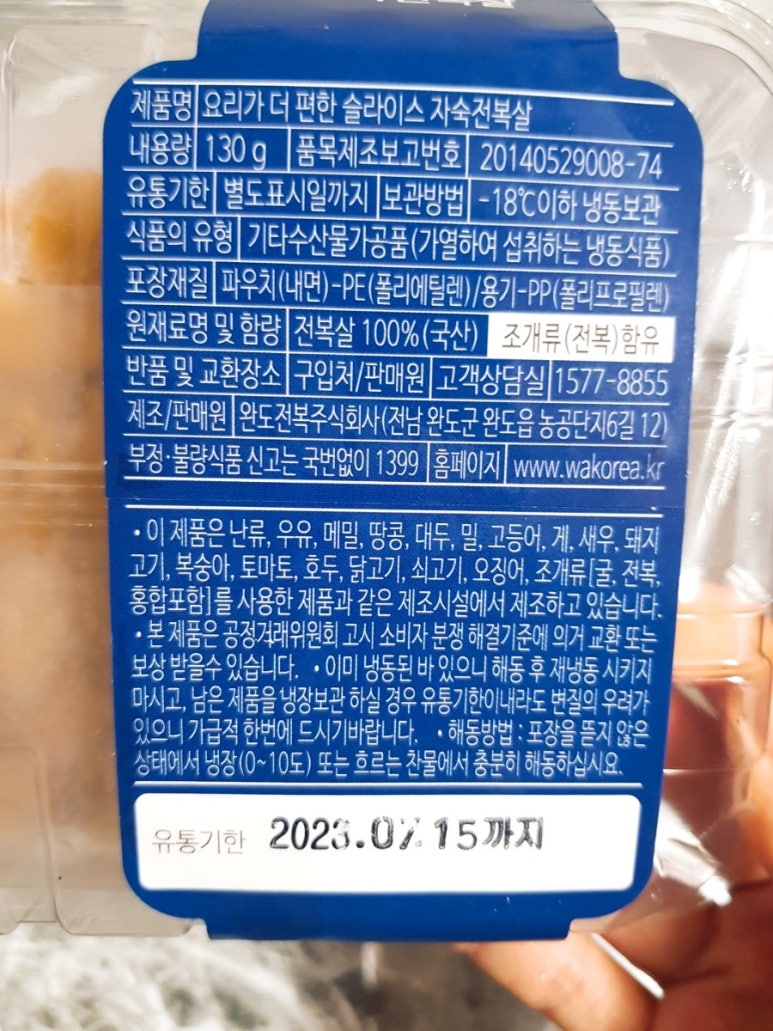 제품명 요리가 더 편한 슬라이스 자숙전복살
내용량 130 g 품목제조보고번호 20140529008-74
유통기한 별도표시일까지 보관방법 -18℃이하 냉동보관
식품의 유형 기타수산물가공품(가열하여 섭취하는 냉동식품)
포장재질 파우치(내면)-PE(폴리에틸렌)/용기-PP(폴리프로필렌)
원재료명 및 함량 전복살 100%(국산) 조개류(전복)함유
반품 및 교환장소 구입처/판매원 고객상담실 1577-8855
제조/판매원 완도전복주식회사(전남 완도군 완도읍 농공단지6길 12)
부정·불량식품 신고는 국번없이 1399 홈페이지 www.wakorea.kr
• 이 제품은 난류, 우유, 메밀, 땅콩, 대두, 밀, 고등어, 게, 새우, 돼지
고기, 복숭아, 토마토, 호두, 닭고기, 쇠고기, 오징어, 조개류[굴, 전복,
홍합포함]를 사용한 제품과 같은 제조시설에서 제조하고 있습니다.
• 본 제품은 공정거래위원회 고시 소비자 분쟁 해결기준에 의거 교환 또는
보상 받을수 있습니다. • 이미 냉동된 바 있으니 해동 후 재냉동 시키지
마시고, 남은 제품을 냉장보관 하실 경우 유통기한이내라도 변질의 우려가
있으니 가급적 한번에 드시기바랍니다. • 해동방법 : 포장을 뜯지 않은
상태에서 냉장(0~10도) 또는 흐르는 찬물에서 충분히 해동하십시요.
유통기한 2023.07.15까지